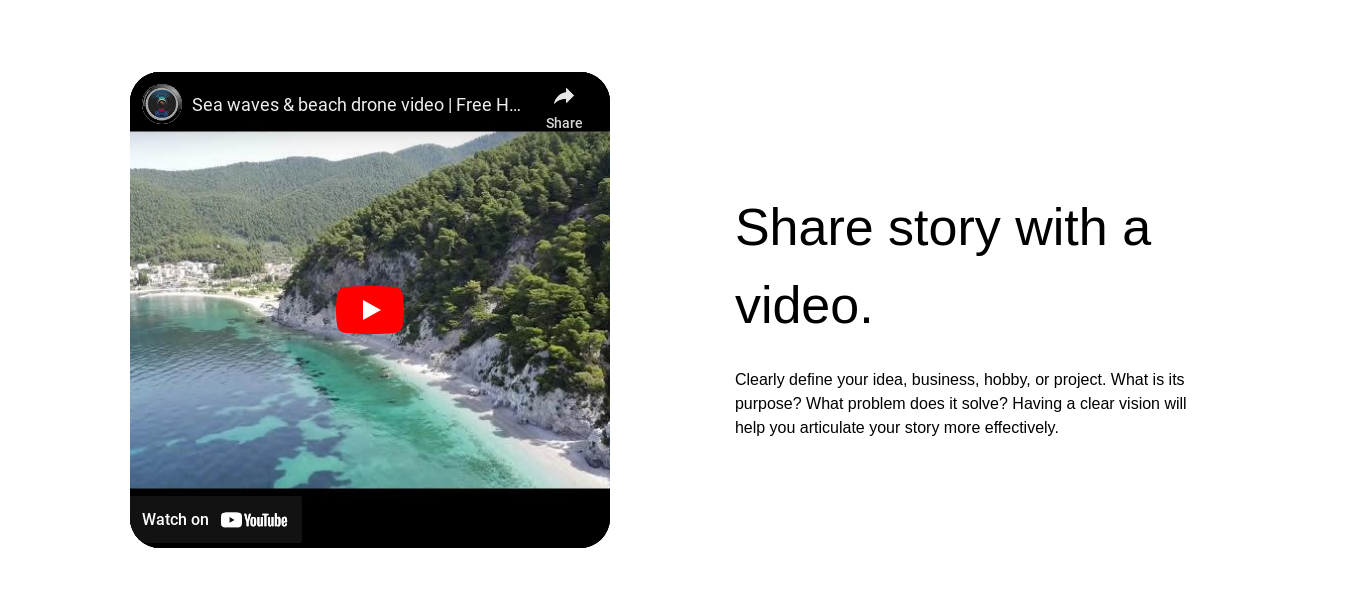 Sea waves & beach drone video | Free H...
Share
Share story with a
video.
Clearly define your idea, business, hobby, or project. What is its
purpose? What problem does it solve? Having a clear vision will
help you articulate your story more effectively.
Watch on YouTube